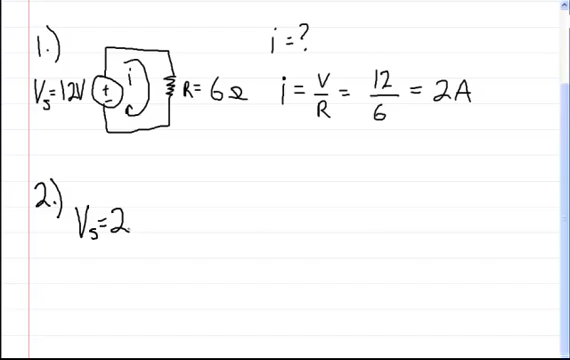 1.)
i = ?
Vs = 12V
+
-
i
R = 6Ω
i = V/R = 12/6 = 2A
2.)
Vs = 2